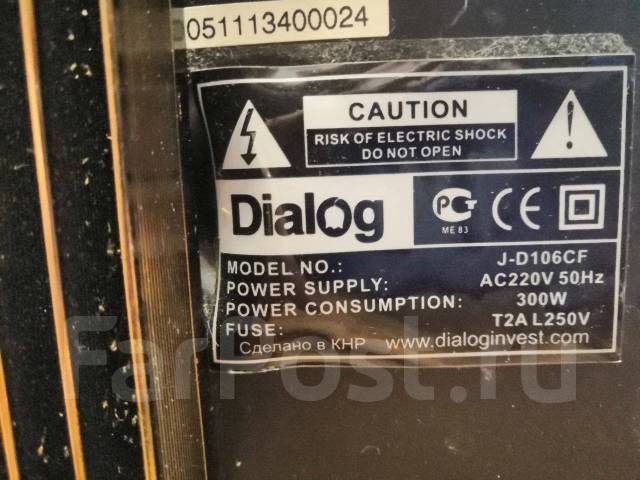 051113400024
CAUTION
RISK OF ELECTRIC SHOCK
DO NOT OPEN
Dialog
РСТ
ME 83
CE
MODEL NO.: J-D106CF
POWER SUPPLY: AC220V 50Hz
POWER CONSUMPTION: 300W
FUSE: T2A L250V
Сделано в КНР www.dialoginvest.com
FarPost.ru